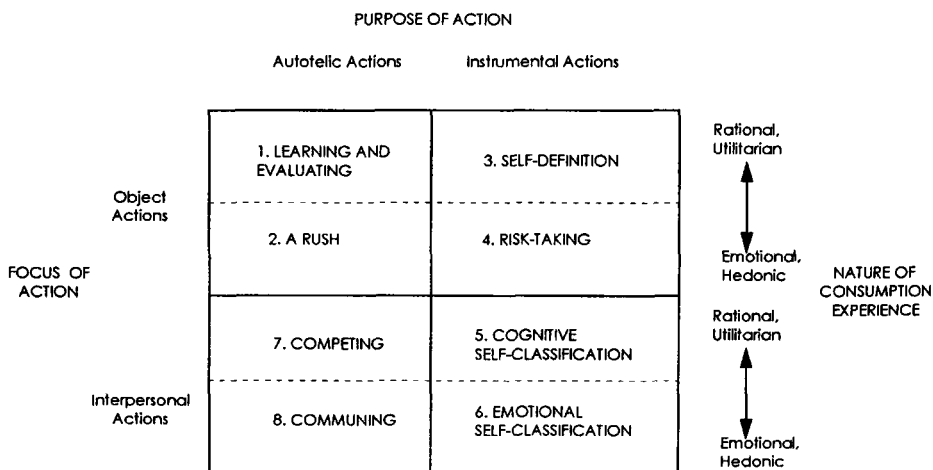 PURPOSE OF ACTION
Autotelic Actions
Instrumental Actions
1. LEARNING AND
EVALUATING
3. SELF-DEFINITION
Rational,
Utilitarian
Object
Actions
2. A RUSH
4. RISK-TAKING
Emotional,
Hedonic
FOCUS OF
ACTION
NATURE OF
CONSUMPTION
EXPERIENCE
7. COMPETING
5. COGNITIVE
SELF-CLASSIFICATION
Rational,
Utilitarian
Interpersonal
Actions
8. COMMUNING
6. EMOTIONAL
SELF-CLASSIFICATION
Emotional,
Hedonic